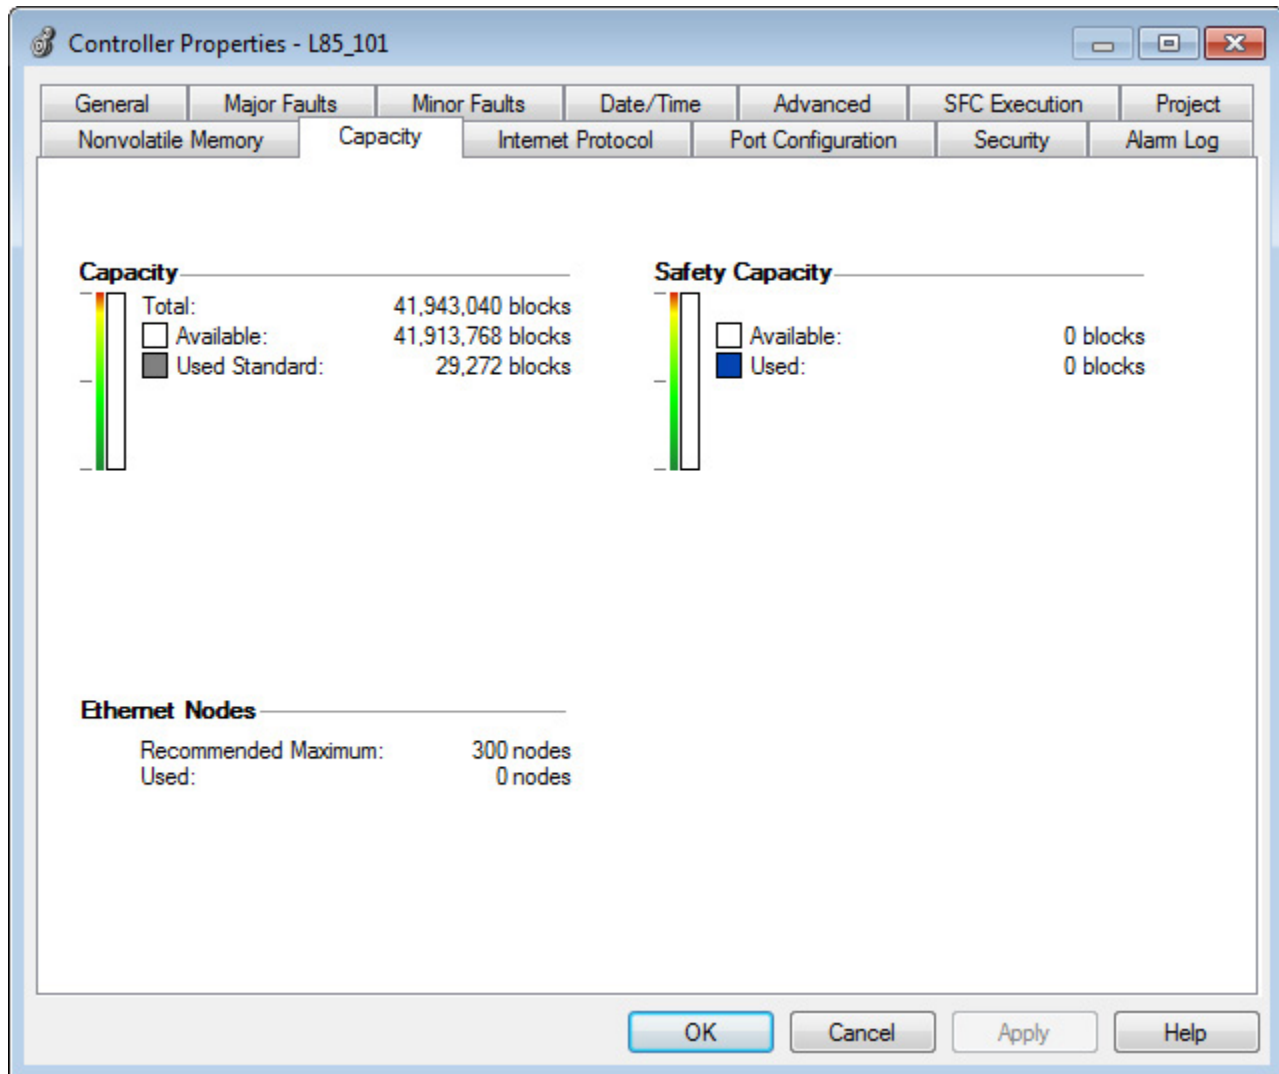 Controller Properties - L85_101
General Major Faults Minor Faults Date/Time Advanced SFC Execution Project
Nonvolatile Memory Capacity Internet Protocol Port Configuration Security Alarm Log
Capacity
Total: 41,943,040 blocks
Available: 41,913,768 blocks
Used Standard: 29,272 blocks
Safety Capacity
Available: 0 blocks
Used: 0 blocks
Ethernet Nodes
Recommended Maximum: 300 nodes
Used: 0 nodes
OK Cancel Apply Help